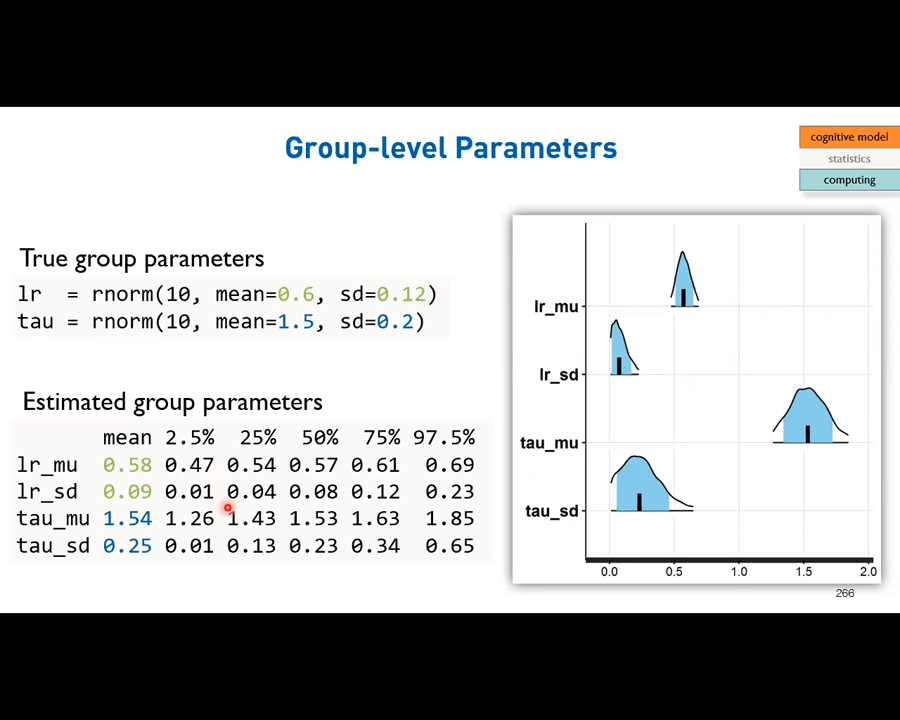 Group-level Parameters
cognitive model
statistics
computing
True group parameters
lr  = rnorm(10, mean=0.6, sd=0.12)
tau = rnorm(10, mean=1.5, sd=0.2)
Estimated group parameters
mean 2.5% 25% 50% 75% 97.5%
lr_mu 0.58 0.47 0.54 0.57 0.61 0.69
lr_sd 0.09 0.01 0.04 0.08 0.12 0.23
tau_mu 1.54 1.26 1.43 1.53 1.63 1.85
tau_sd 0.25 0.01 0.13 0.23 0.34 0.65
lr_mu
lr_sd
tau_mu
tau_sd
0.0 0.5 1.0 1.5 2.0
266